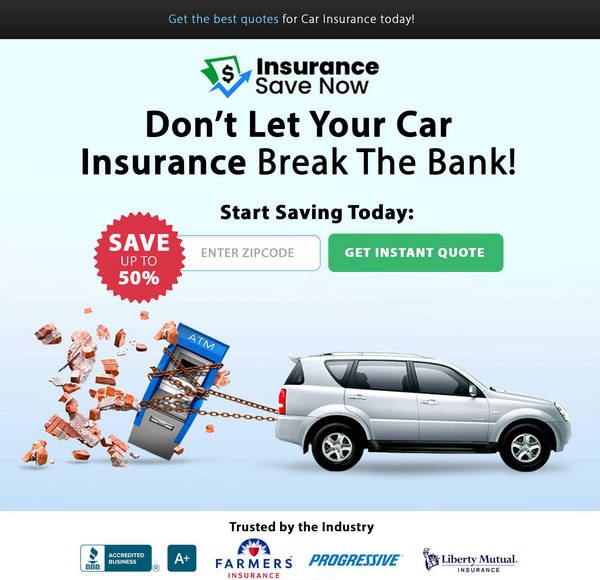 Get the best quotes for Car Insurance today!
$
Insurance
Save Now
Don't Let Your Car
Insurance Break The Bank!
Start Saving Today:
SAVE
UP TO
50%
ENTER ZIPCODE
GET INSTANT QUOTE
ATM
Trusted by the Industry
BBB
ACCREDITED
BUSINESS
®
A+
FARMERS
INSURANCE
PROGRESSIVE
Liberty Mutual.
INSURANCE